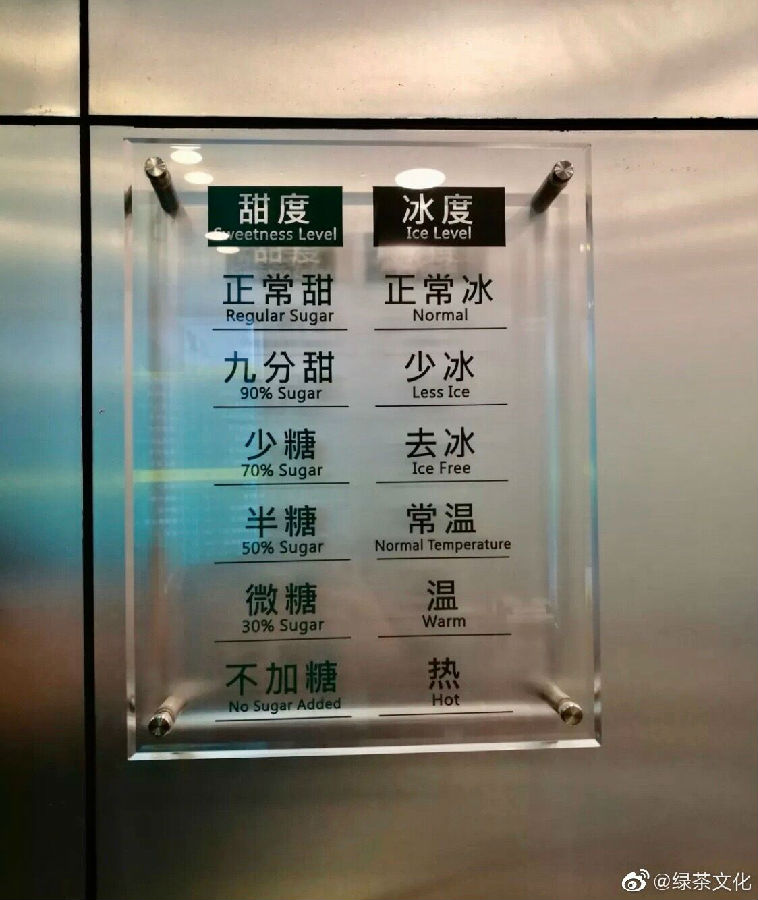 甜度
Sweetness Level
正常甜
Regular Sugar
九分甜
90% Sugar
少糖
70% Sugar
半糖
50% Sugar
微糖
30% Sugar
不加糖
No Sugar Added
冰度
Ice Level
正常冰
Normal
少冰
Less Ice
去冰
Ice Free
常温
Normal Temperature
温
Warm
热
Hot
@绿茶文化